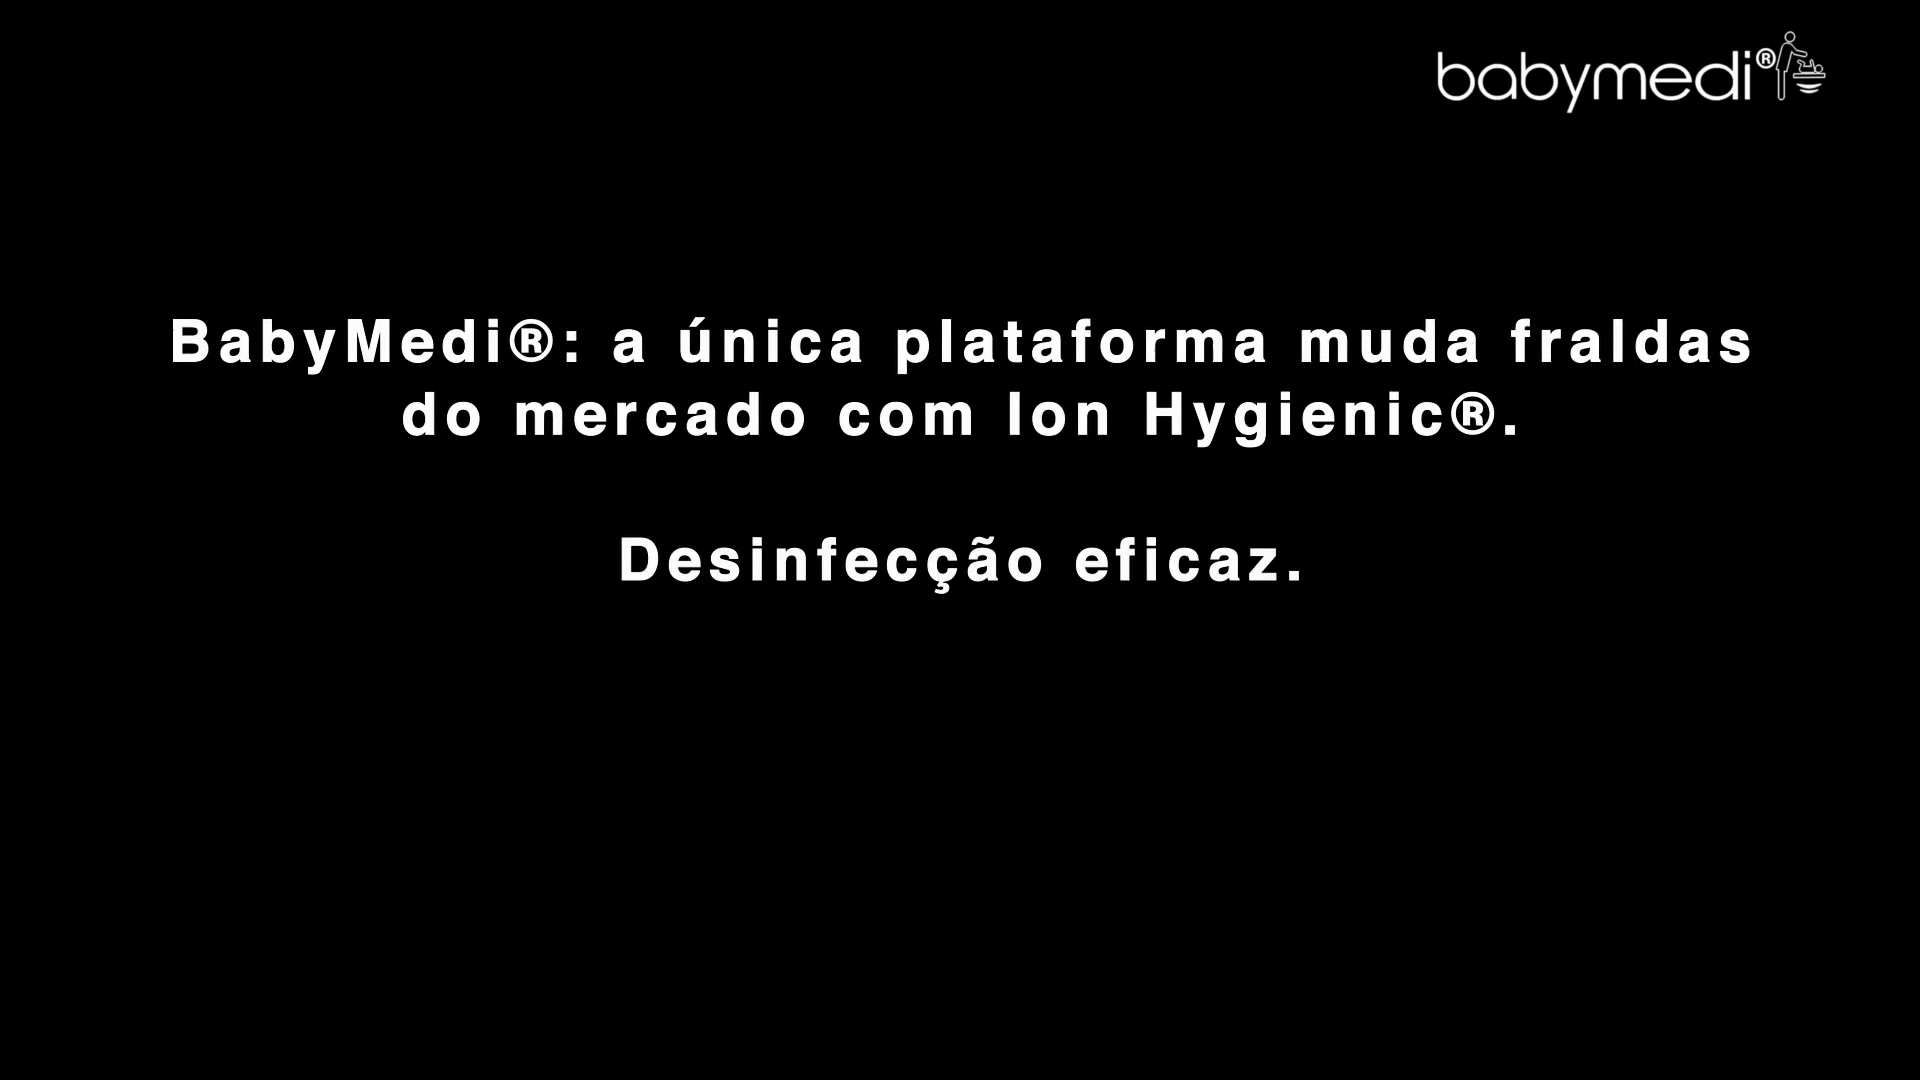 babymedi®
BabyMedi®: a única plataforma muda fraldas
do mercado com Ion Hygienic®.
Desinfecção eficaz.